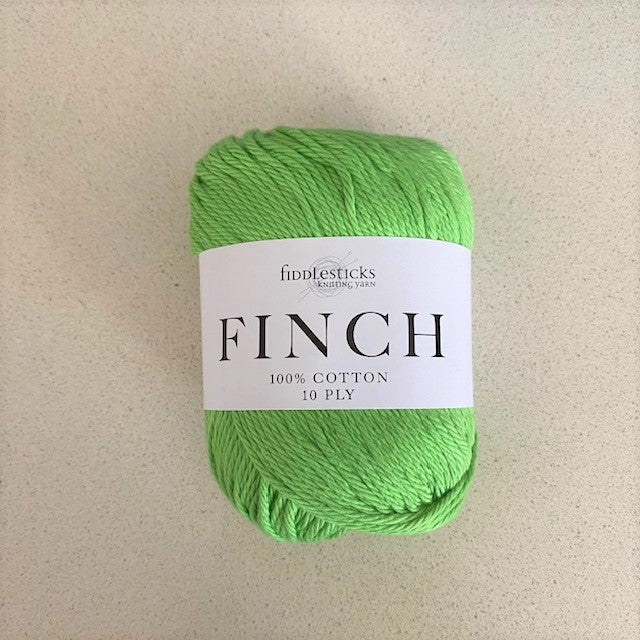 fiddlesticks
knitting yarn
FINCH
100% COTTON
10 PLY